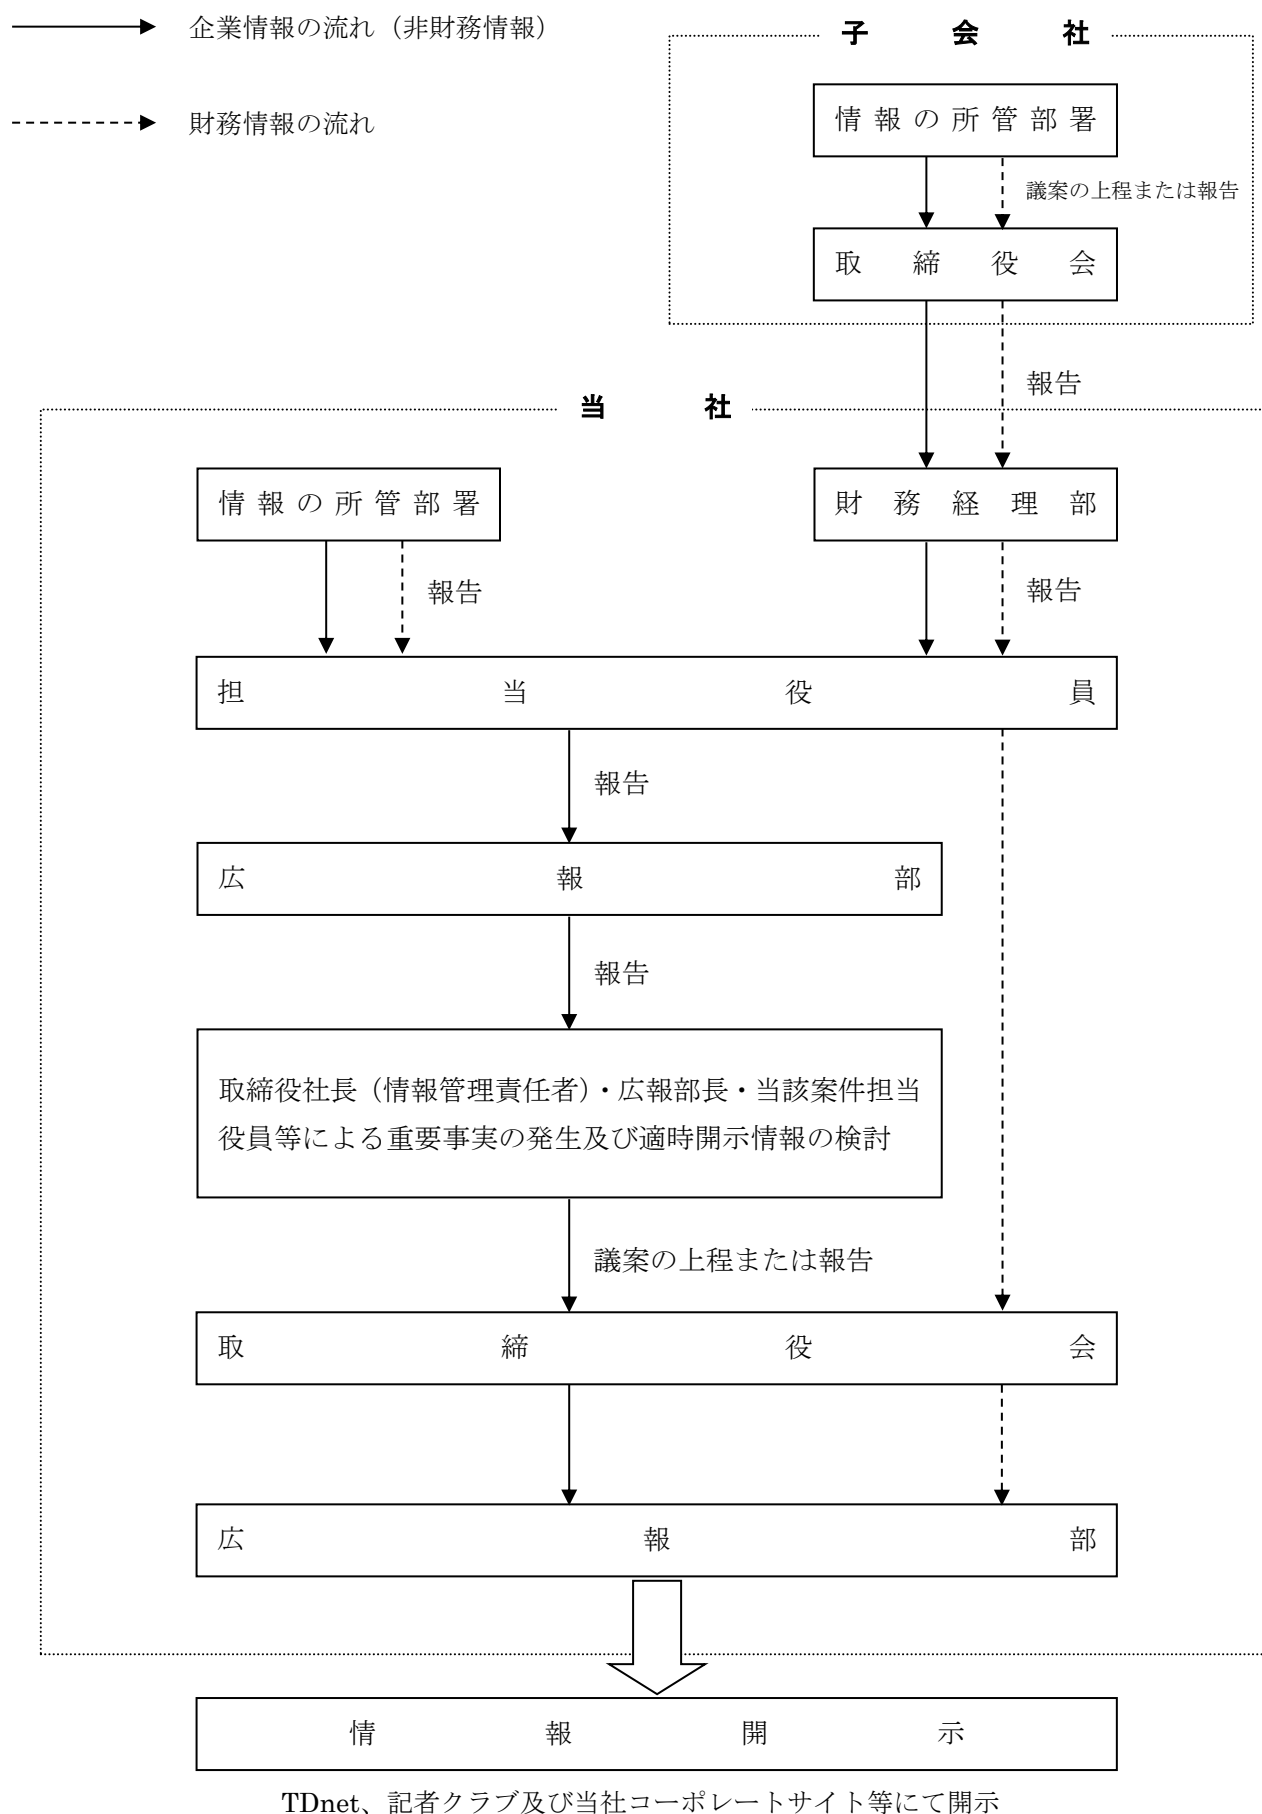 企業情報の流れ（非財務情報）
財務情報の流れ
子会社
情報の所管部署
議案の上程または報告
取締役会
報告
当社
情報の所管部署
財務経理部
報告
報告
担当役員
報告
広報部
報告
取締役社長（情報管理責任者）・広報部長・当該案件担当
役員等による重要事実の発生及び適時開示情報の検討
議案の上程または報告
取締役会
広報部
情報開示
TDnet、記者クラブ及び当社コーポレートサイト等にて開示